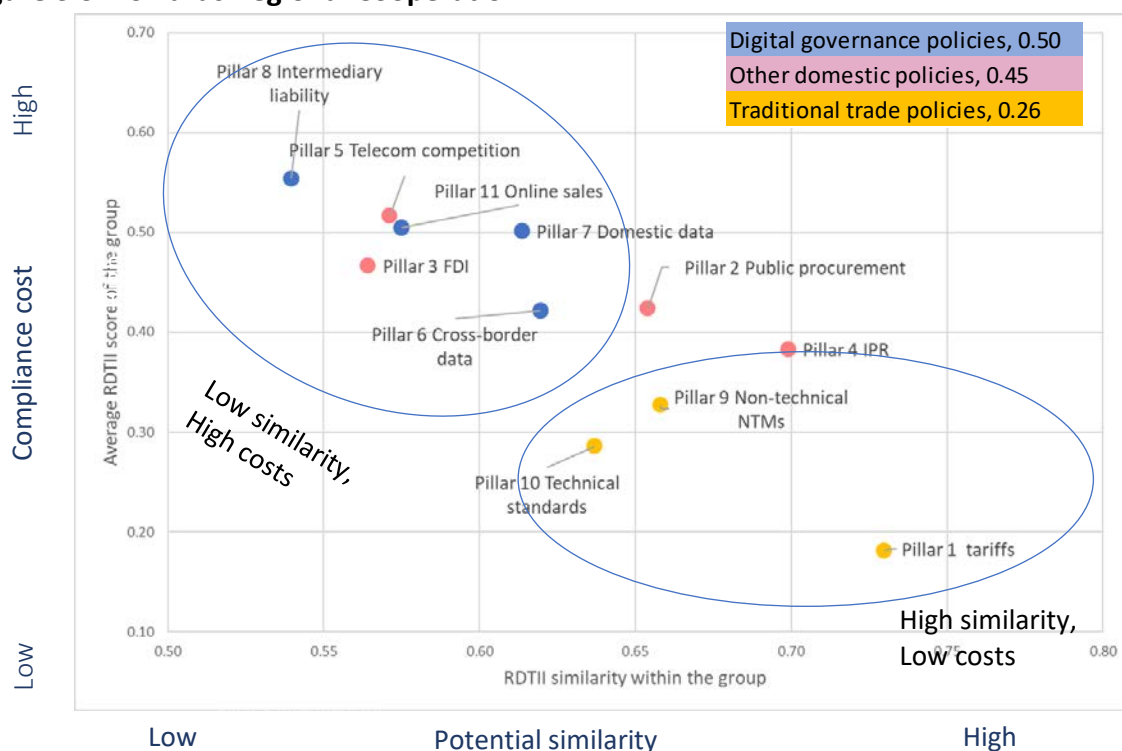 0.70
0.60
0.50
0.40
0.30
0.20
0.10
High
Compliance cost
Low
Average RDTII score of the group
Digital governance policies, 0.50
Other domestic policies, 0.45
Traditional trade policies, 0.26
Pillar 8 Intermediary
liability
Pillar 5 Telecom competition
Pillar 11 Online sales
Pillar 7 Domestic data
Pillar 3 FDI
Pillar 2 Public procurement
Pillar 6 Cross-border
data
Pillar 4 IPR
Pillar 9 Non-technical
NTMs
Low similarity,
High costs
Pillar 10 Technical
standards
Pillar 1 tariffs
High similarity,
Low costs
0.50
0.55
0.60
0.65
0.70
0.75
0.80
RDTII similarity within the group
Low
Potential similarity
High